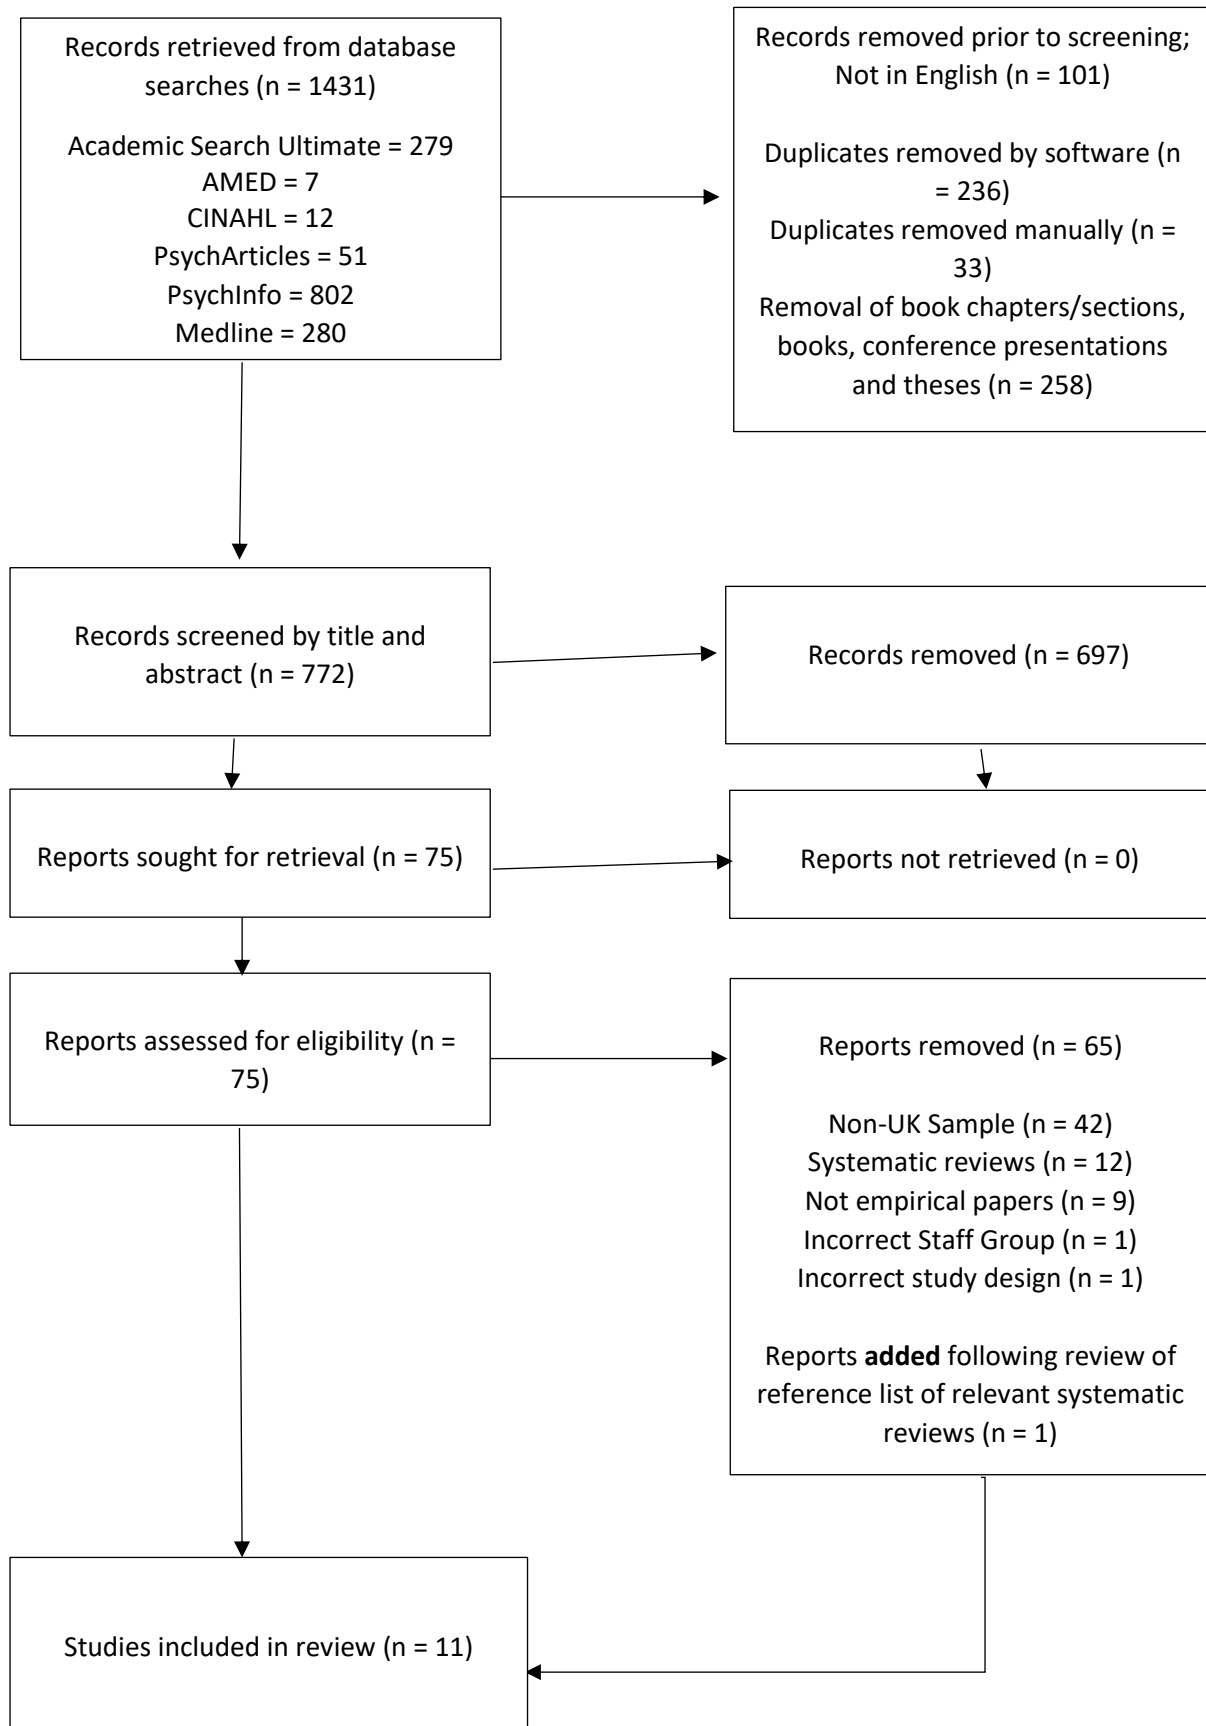 Records retrieved from database
searches (n = 1431)
Academic Search Ultimate = 279
AMED = 7
CINAHL = 12
PsychArticles = 51
PsychInfo = 802
Medline = 280
Records removed prior to screening;
Not in English (n = 101)
Duplicates removed by software (n
= 236)
Duplicates removed manually (n =
33)
Removal of book chapters/sections,
books, conference presentations
and theses (n = 258)
Records screened by title and
abstract (n = 772)
Records removed (n = 697)
Reports sought for retrieval (n = 75)
Reports not retrieved (n = 0)
Reports assessed for eligibility (n =
75)
Reports removed (n = 65)
Non-UK Sample (n = 42)
Systematic reviews (n = 12)
Not empirical papers (n = 9)
Incorrect Staff Group (n = 1)
Incorrect study design (n = 1)
Reports added following review of
reference list of relevant systematic
reviews (n = 1)
Studies included in review (n = 11)